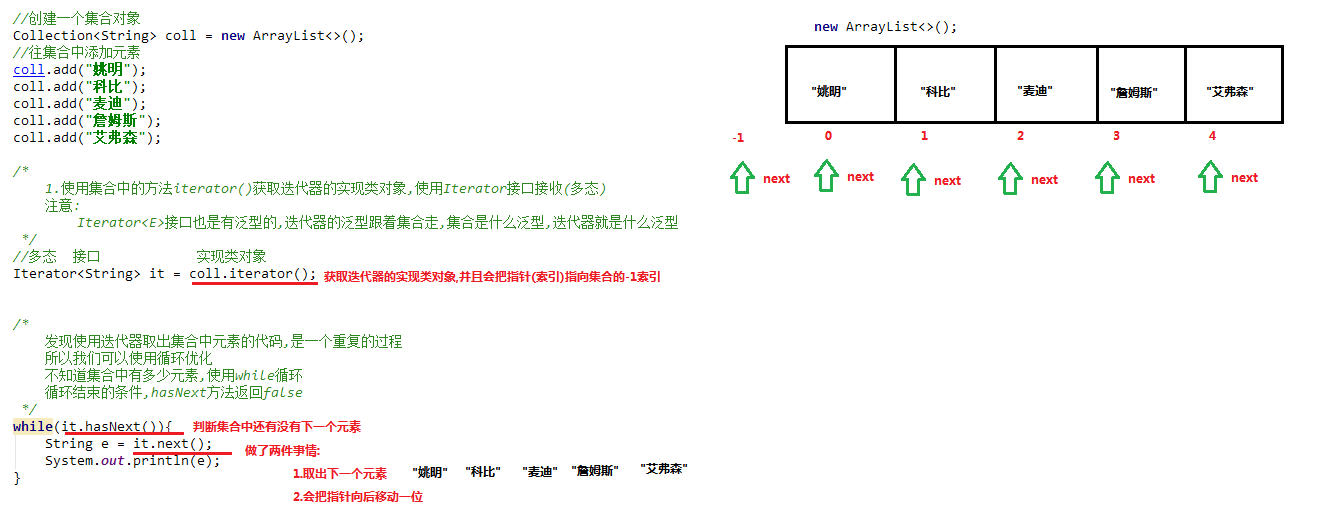 //创建一个集合对象
Collection<String> coll = new ArrayList<>();
//往集合中添加元素
coll.add("姚明");
coll.add("科比");
coll.add("麦迪");
coll.add("詹姆斯");
coll.add("艾弗森");
/*
1.使用集合中的方法iterator()获取迭代器的实现类对象,使用Iterator接口接收(多态)
注意:
Iterator<E>接口也是有泛型的,迭代器的泛型跟着集合走,集合是什么泛型,迭代器就是什么泛型
*/
//多态 接口 实现类对象
Iterator<String> it = coll.iterator(); 获取迭代器的实现类对象,并且会把指针(索引)指向集合的-1索引
/*
发现使用迭代器取出集合中元素的代码,是一个重复的过程
所以我们可以使用循环优化
不知道集合中有多少元素,使用while循环
循环结束的条件,hasNext方法返回false
*/
while(it.hasNext()){ 判断集合中还有没有下一个元素
String e = it.next(); 做了两件事情:
System.out.println(e);
1.取出下一个元素 "姚明" "科比" "麦迪" "詹姆斯" "艾弗森"
}
2.会把指针向后移动一位
new ArrayList<>();
"姚明" "科比" "麦迪" "詹姆斯" "艾弗森"
-1 0 1 2 3 4
next next next next next next